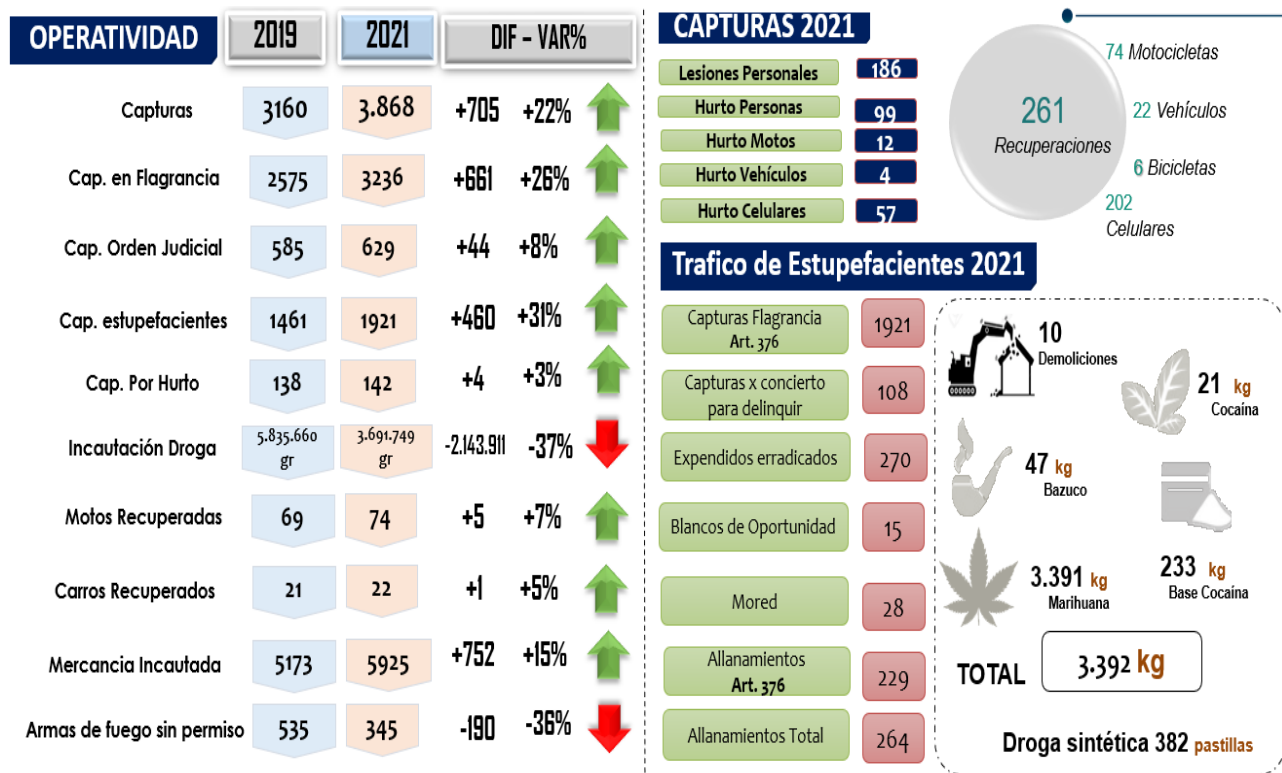 OPERATIVIDAD 2019 2021 DIF – VAR%
Capturas 3160 3.868 +705 +22%
Cap. en Flagrancia 2575 3236 +661 +26%
Cap. Orden Judicial 585 629 +44 +8%
Cap. estupefacientes 1461 1921 +460 +31%
Cap. Por Hurto 138 142 +4 +3%
Incautación Droga 5.835.660 gr 3.691.749 gr -2.143.911 -37%
Motos Recuperadas 69 74 +5 +7%
Carros Recuperados 21 22 +1 +5%
Mercancia Incautada 5173 5925 +752 +15%
Armas de fuego sin permiso 535 345 -190 -36%
CAPTURAS 2021
Lesiones Personales 186
Hurto Personas 99
Hurto Motos 12
Hurto Vehículos 4
Hurto Celulares 57
261
Recuperaciones
74 Motocicletas
22 Vehículos
6 Bicicletas
202
Celulares
Trafico de Estupefacientes 2021
Capturas Flagrancia
Art. 376
1921
Capturas x concierto
para delinquir
108
Expendidos erradicados 270
Blancos de Oportunidad 15
Mored 28
Allanamientos
Art. 376
229
Allanamientos Total 264
10
Demoliciones
21 kg
Cocaína
47 kg
Bazuco
3.391 kg
Marihuana
233 kg
Base Cocaína
TOTAL 3.392 kg
Droga sintética 382 pastillas